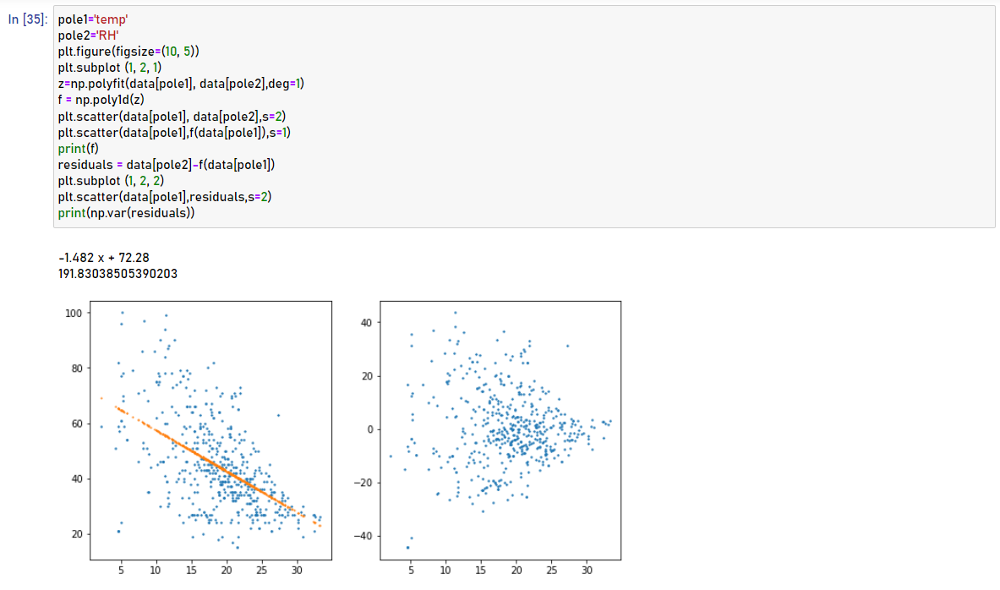 In [35]:
pole1='temp'
pole2='RH'
plt.figure(figsize=(10, 5))
plt.subplot (1, 2, 1)
z=np.polyfit(data[pole1], data[pole2],deg=1)
f = np.poly1d(z)
plt.scatter(data[pole1], data[pole2],s=2)
plt.scatter(data[pole1],f(data[pole1]),s=1)
print(f)
residuals = data[pole2]-f(data[pole1])
plt.subplot (1, 2, 2)
plt.scatter(data[pole1],residuals,s=2)
print(np.var(residuals))
-1.482 x + 72.28
191.83038505390203
100
80
60
40
20
5 10 15 20 25 30
40
20
0
−20
−40
5 10 15 20 25 30